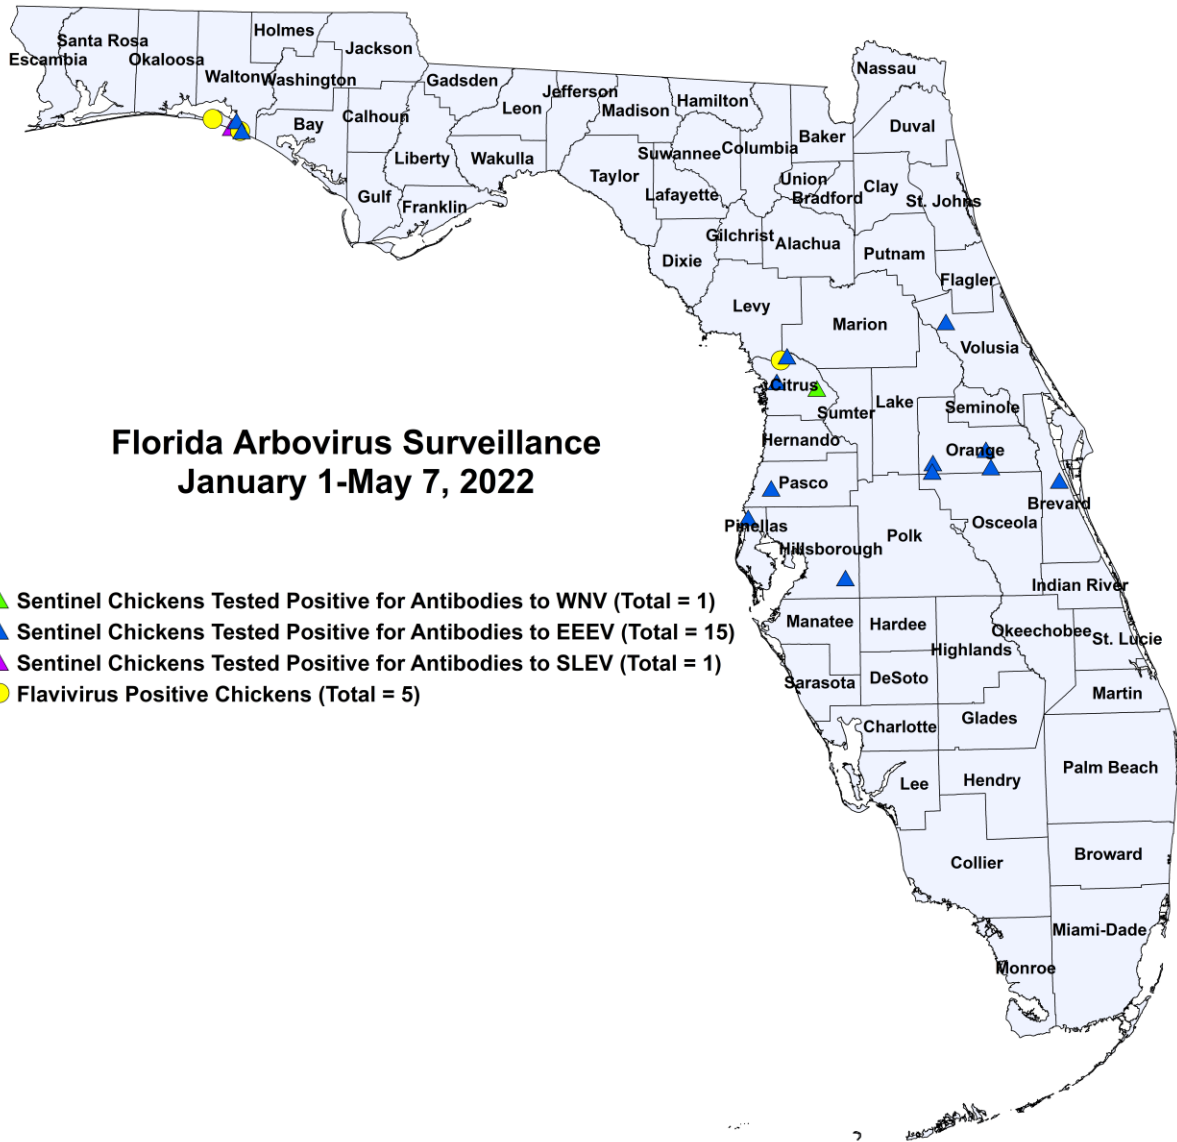 Holmes
Santa Rosa
Jackson
Escambia
Okaloosa
Walton
Washington
Gadsden
Jefferson
Nassau
Leon
Madison
Hamilton
Bay
Calhoun
Duval
Baker
Columbia
Suwannee
Liberty
Wakulla
Taylor
Union
Clay
Lafayette
Bradford
St. Johns
Gulf
Franklin
Gilchrist
Alachua
Putnam
Dixie
Flagler
Levy
Marion
Volusia
Citrus
Lake
Seminole
Sumter
Hernando
Orange
Florida Arbovirus Surveillance
January 1-May 7, 2022
Pasco
Brevard
Osceola
Pinellas
Polk
Hillsborough
Indian River
Sentinel Chickens Tested Positive for Antibodies to WNV (Total = 1)
Sentinel Chickens Tested Positive for Antibodies to EEEV (Total = 15)
Sentinel Chickens Tested Positive for Antibodies to SLEV (Total = 1)
Flavivirus Positive Chickens (Total = 5)
Manatee
Hardee
Okeechobee
St. Lucie
Highlands
Sarasota
DeSoto
Martin
Charlotte
Glades
Palm Beach
Lee
Hendry
Collier
Broward
Miami-Dade
Monroe